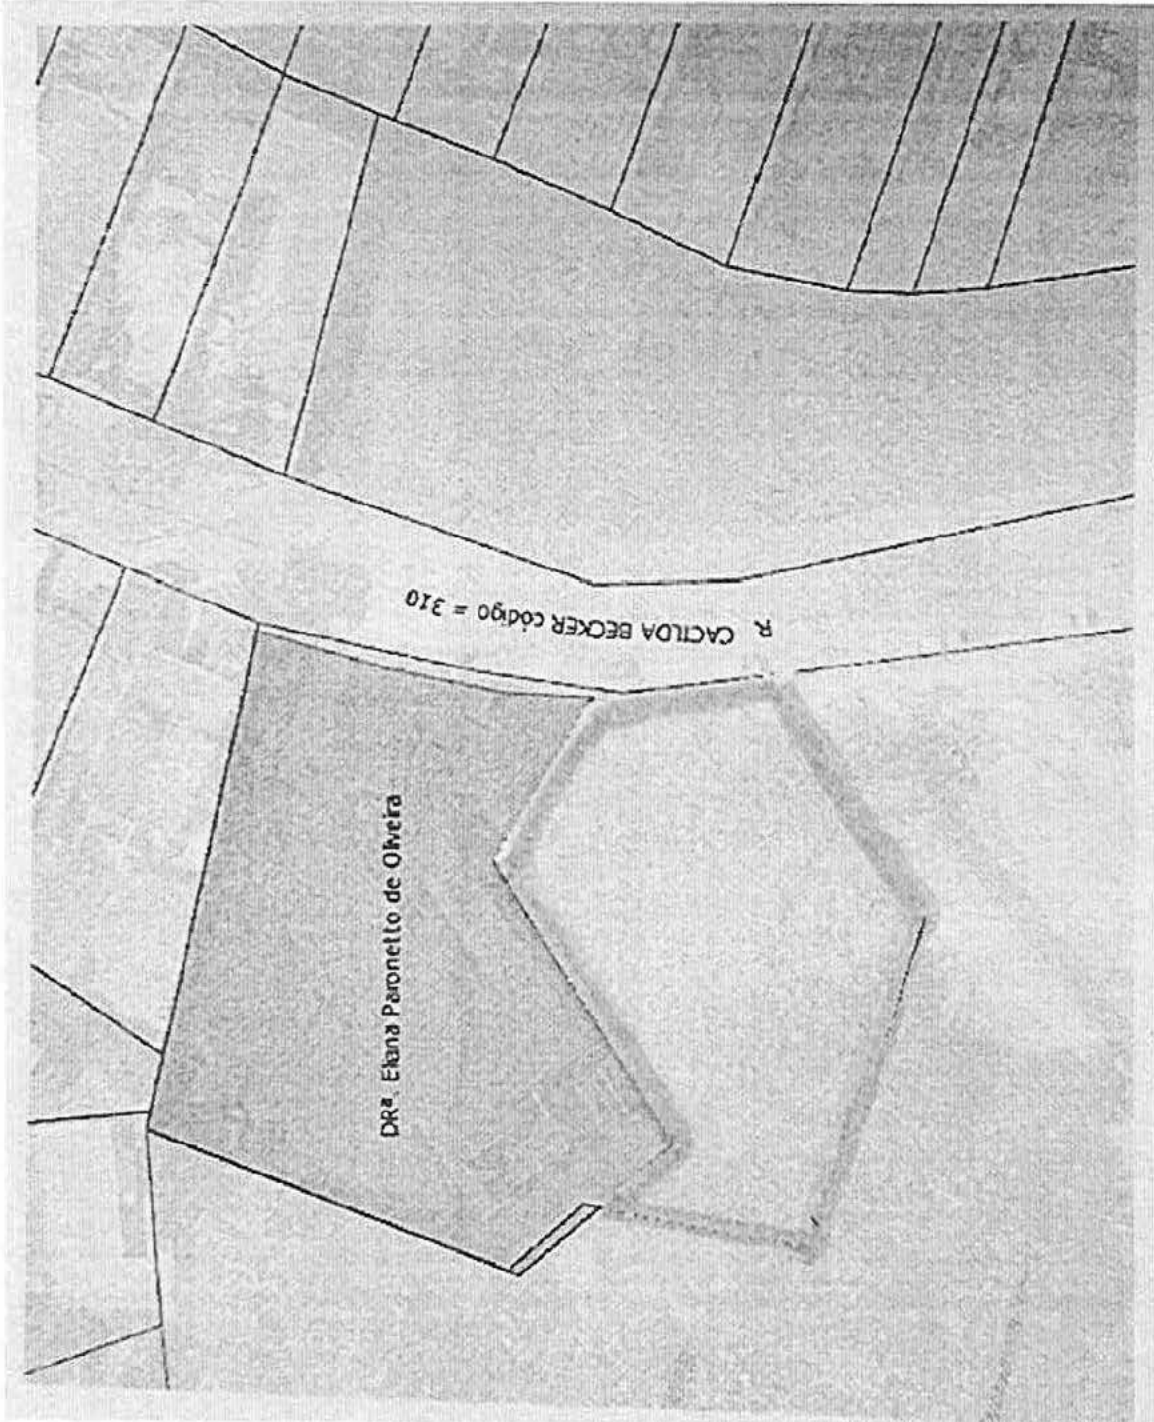 R. CACILDA BECKER código = 310
DRª. Eliana Paronetto de Oliveira